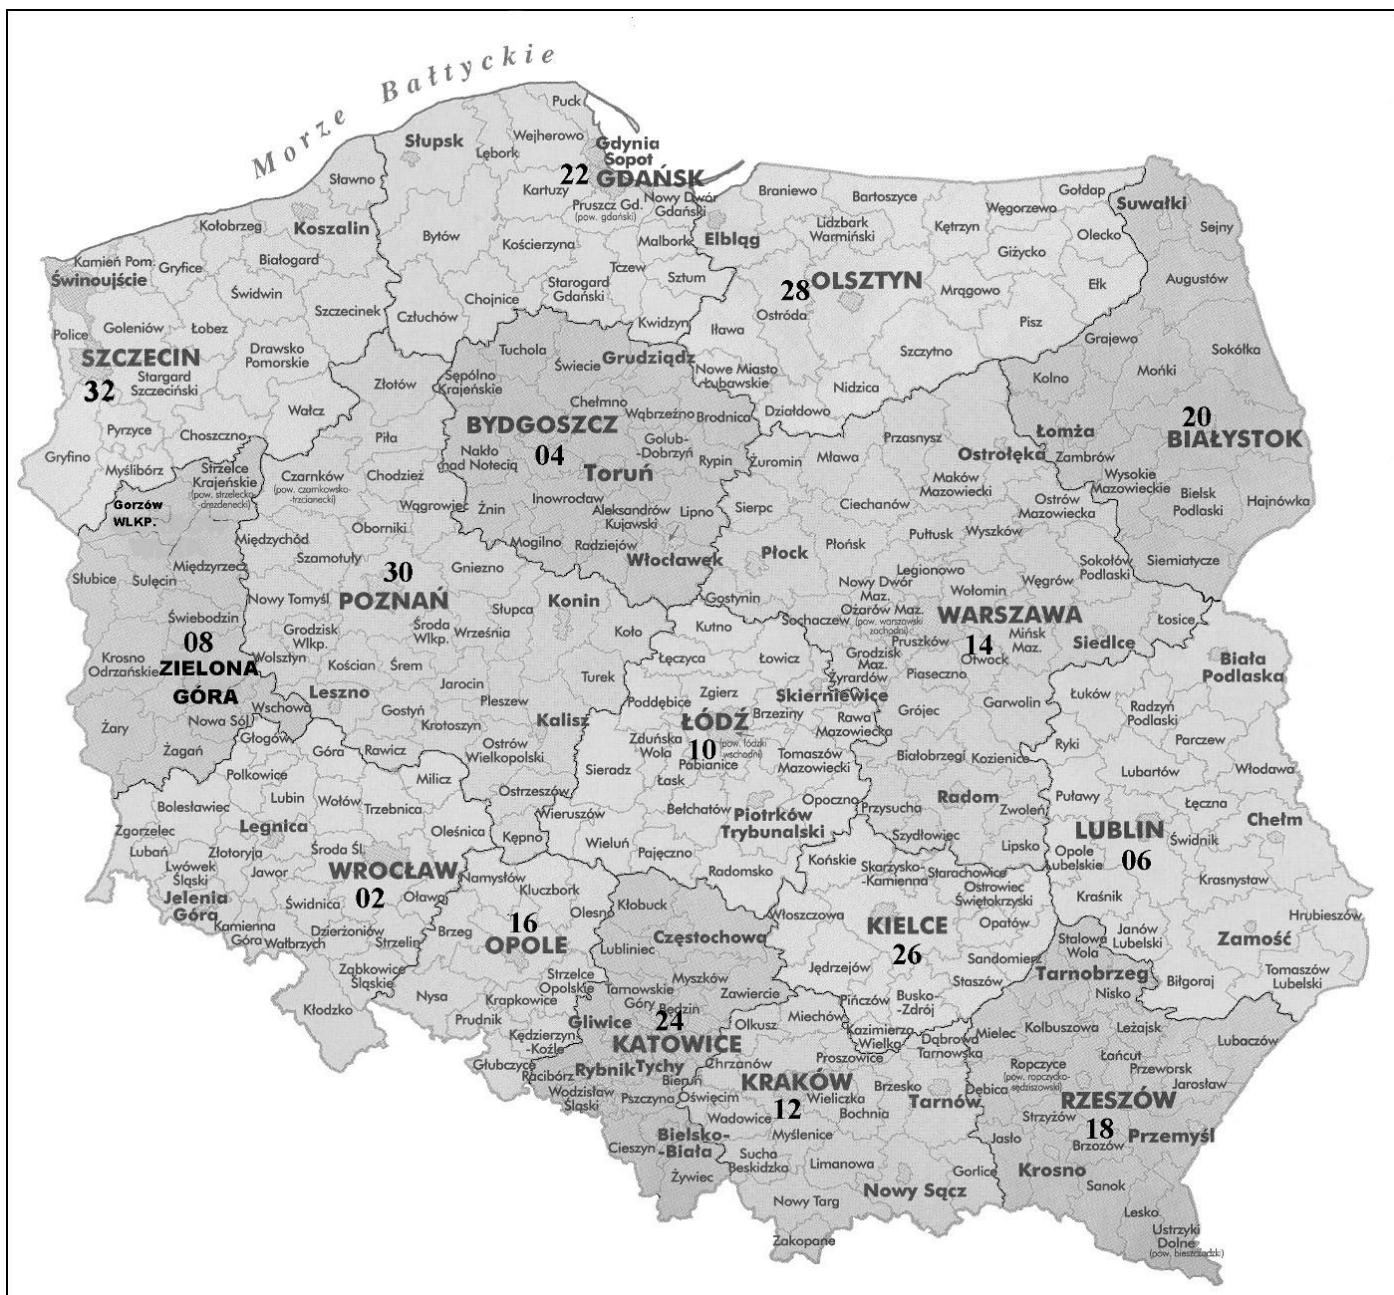 Morze Bałtyckie
Puck
Słupsk
Wejherowo
Lębork
Gdynia
Sopot
22 GDAŃSK
Kartuzy
Pruszcz Gd.
(pow. gdański)
Nowy Dwór
Gdański
Sławno
Koszalin
Kołobrzeg
Białogard
Bytów
Kościerzyna
Malbork
Elbląg
Tczew
Sztum
Starogard
Gdański
Chojnice
Człuchów
Kwidzyn
Kamień Pom.
Świnoujście
Gryfice
Świdwin
Szczecinek
Police
Goleniów
Łobez
Drawsko
Pomorskie
SZCZECIN
32
Stargard
Szczeciński
Wałcz
Pyrzyce
Choszczno
Gryfino
Myślibórz
Braniewo
Bartoszyce
Gołdap
Węgorzewo
Lidzbark
Warmiński
Kętrzyn
Olecko
Giżycko
28 OLSZTYN
Mrągowo
Ełk
Ostróda
Iława
Pisz
Szczytno
Nowe Miasto
Lubawskie
Nidzica
Działdowo
Suwałki
Sejny
Augustów
Grajewo
Sokółka
Mońki
Kolno
20
BIAŁYSTOK
Łomża
Zambrów
Wysokie
Mazowieckie
Bielsk
Podlaski
Hajnówka
Siemiatycze
Tuchola
Świecie
Grudziądz
Sępólno
Krajeńskie
Chełmno
Wąbrzeźno
Brodnica
BYDGOSZCZ
04
Nakło
nad Notecią
Golub-
-Dobrzyń
Rypin
Toruń
Żnin
Inowrocław
Aleksandrów
Kujawski
Lipno
Mogilno
Radziejów
Włocławek
Złotów
Piła
Czarnków
(pow. czarnkowsko-
-trzcianecki)
Chodzież
Wągrowiec
Oborniki
Międzychód
Szamotuły
30
POZNAŃ
Gniezno
Nowy Tomyśl
Słupca
Konin
Grodzisk
Wlkp.
Środa
Wlkp.
Września
Koło
Wolsztyn
Kościan
Śrem
Turek
Leszno
Jarocin
Pleszew
Gostyń
Krotoszyn
Kalisz
Rawicz
Ostrów
Wielkopolski
Ostrzeszów
Kępno
Strzelce
Krajeńskie
(pow. strzelecko-
-drezdenecki)
Gorzów
WLKP.
Międzyrzecz
Słubice
Sulęcin
Świebodzin
08
ZIELONA
GÓRA
Krosno
Odrzańskie
Wschowa
Nowa Sól
Żary
Żagań
Przasnysz
Ostrołęka
Żuromin
Mława
Maków
Mazowiecki
Sierpc
Ciechanów
Ostrów
Mazowiecka
Płock
Płońsk
Pułtusk
Wyszków
Sokołów
Podlaski
Legionowo
Nowy Dwór
Maz.
Wołomin
Węgrów
Gostynin
Sochaczew
Ożarów Maz.
(pow. warszawski
zachodni)
WARSZAWA
14
Mińsk
Maz.
Siedlce
Łosice
Pruszków
Grodzisk
Maz.
Otwock
Żyrardów
Piaseczno
Grójec
Garwolin
Białobrzegi
Kozienice
Radom
Zwoleń
Przysucha
Szydłowiec
Lipsko
Kutno
Łęczyca
Łowicz
Poddębice
Zgierz
Skierniewice
Brzeziny
Rawa
Mazowiecka
ŁÓDŹ
10
(pow. łódzki
wschodni)
Zduńska
Wola
Pabianice
Tomaszów
Mazowiecki
Sieradz
Łask
Opoczno
Bełchatów
Piotrków
Trybunalski
Wieruszów
Wieluń
Pajęczno
Radomsko
Biała
Podlaska
Łuków
Radzyń
Podlaski
Ryki
Parczew
Lubartów
Włodawa
Puławy
Łęczna
LUBLIN
06
Świdnik
Chełm
Opole
Lubelskie
Krasnystaw
Kraśnik
Hrubieszów
Janów
Lubelski
Zamość
Biłgoraj
Tomaszów
Lubelski
Głogów
Góra
Polkowice
Milicz
Bolesławiec
Lubin
Wołów
Trzebnica
Zgorzelec
Legnica
Oleśnica
Lubań
Złotoryja
Środa Śl.
Lwówek
Śląski
Jawor
WROCŁAW
02
Jelenia
Góra
Świdnica
Oława
Kamienna
Góra
Wałbrzych
Dzierżoniów
Strzelin
Ząbkowice
Śląskie
Kłodzko
Namysłów
Kluczbork
Olesno
Brzeg
16
OPOLE
Strzelce
Opolskie
Nysa
Krapkowice
Prudnik
Kędzierzyn
-Koźle
Głubczyce
Kłobuck
Częstochowa
Lubliniec
Myszków
Tarnowskie
Góry
Zawiercie
Będzin
24
KATOWICE
Gliwice
Rybnik
Tychy
Racibórz
Wodzisław
Śląski
Bieruń
Pszczyna
Cieszyn
Bielsko-
-Biała
Żywiec
Końskie
Skarżysko-
-Kamienna
Starachowice
Ostrowiec
Świętokrzyski
Włoszczowa
KIELCE
26
Opatów
Sandomierz
Jędrzejów
Staszów
Pińczów
Busko-
-Zdrój
Kazimierza
Wielka
Olkusz
Miechów
Dąbrowa
Tarnowska
Chrzanów
Proszowice
KRAKÓW
12
Oświęcim
Wieliczka
Brzesko
Bochnia
Tarnów
Wadowice
Myślenice
Sucha
Beskidzka
Limanowa
Gorlice
Nowy Sącz
Nowy Targ
Zakopane
Stalowa
Wola
Tarnobrzeg
Nisko
Mielec
Kolbuszowa
Leżajsk
Lubaczów
Ropczyce
(pow. ropczycko-
sędziszowski)
Łańcut
Przeworsk
Dębica
Jarosław
RZESZÓW
18
Strzyżów
Przemyśl
Jasło
Brzozów
Krosno
Sanok
Lesko
Ustrzyki
Dolne
(pow. bieszczadzki)